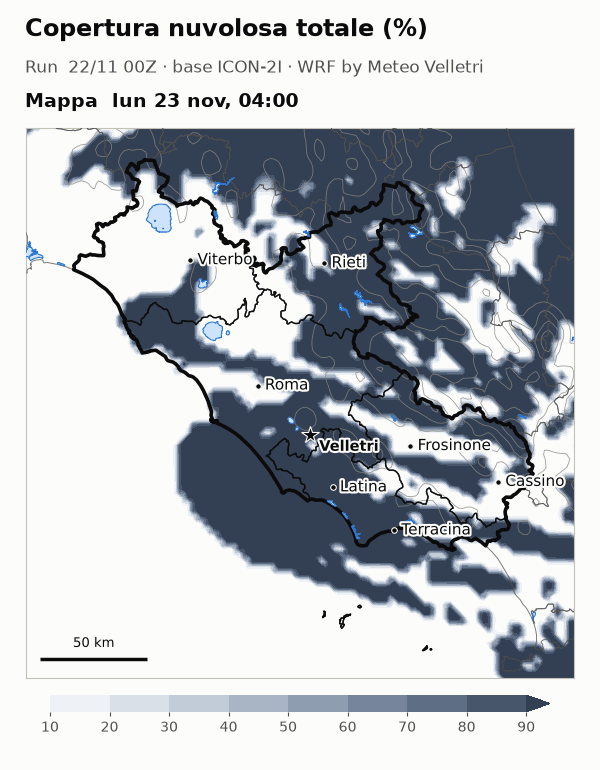 Copertura nuvolosa totale (%)
Run 22/11 00Z · base ICON-2I · WRF by Meteo Velletri
Mappa lun 23 nov, 04:00
Viterbo
Rieti
Roma
Velletri
Frosinone
Latina
Cassino
Terracina
50 km
10 20 30 40 50 60 70 80 90